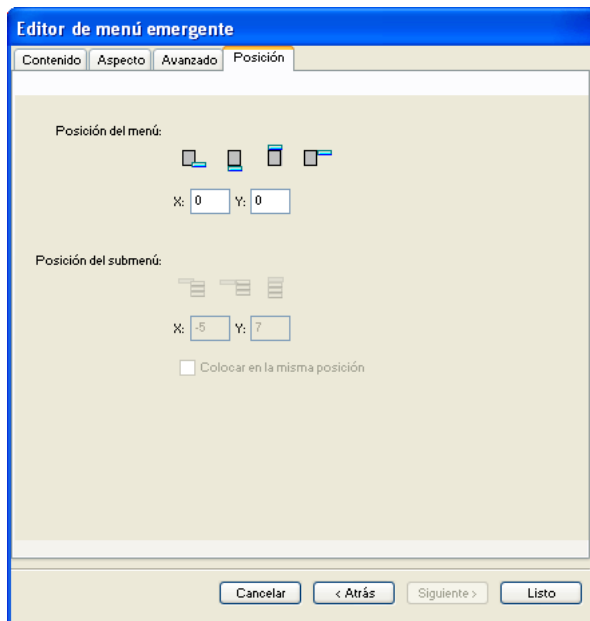 Editor de menú emergente
Contenido Aspecto Avanzado Posición
Posición del menú:
X: 0 Y: 0
Posición del submenú:
X: -5 Y: 7
Colocar en la misma posición
Cancelar < Atrás Siguiente > Listo